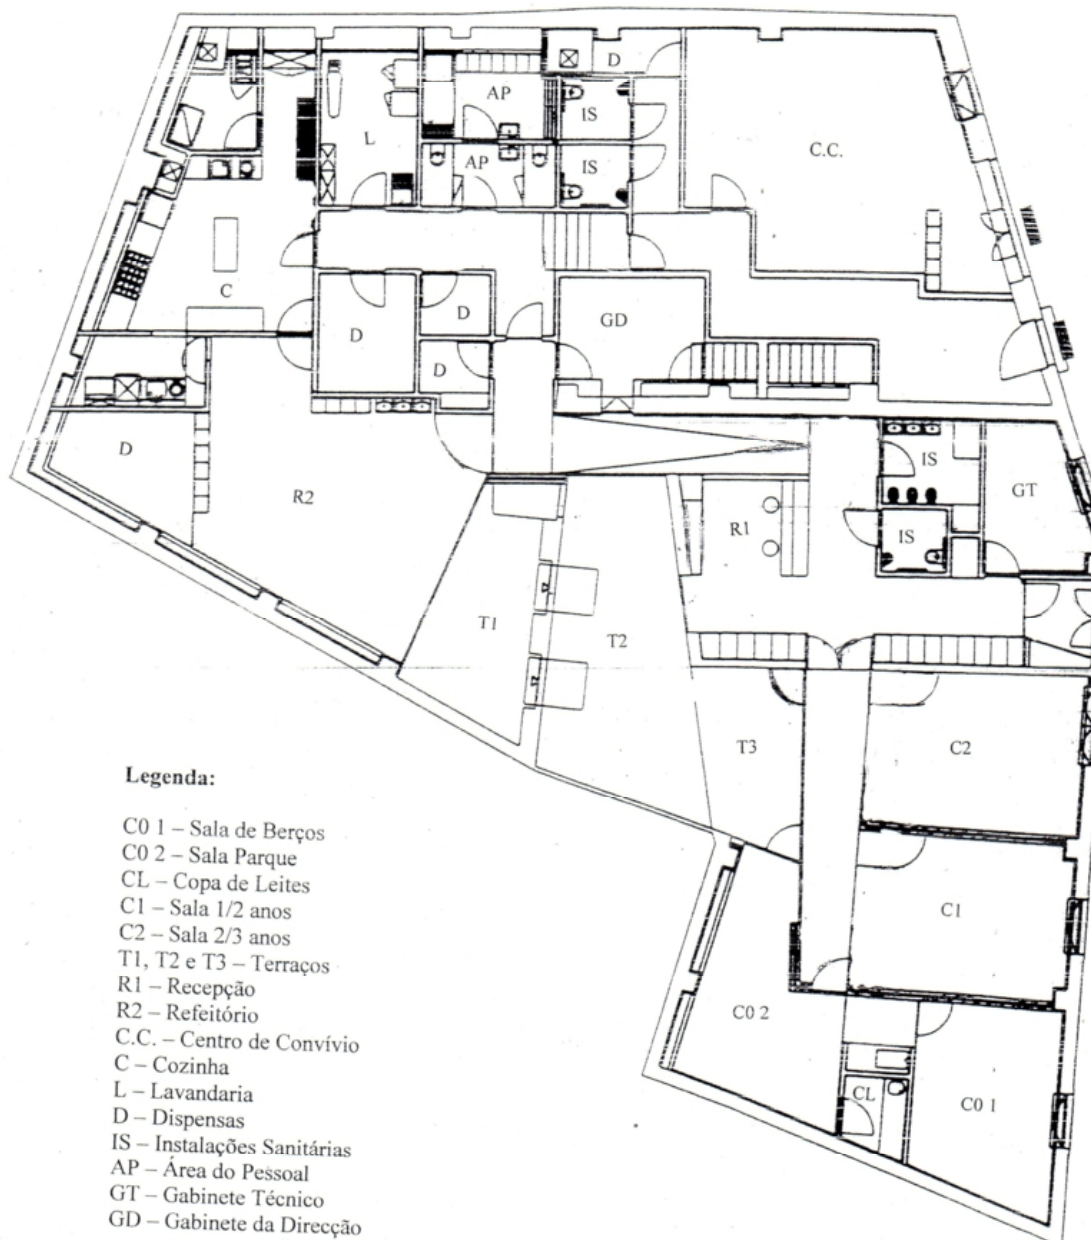 D
AP
IS
L
C.C.
AP
IS
C
D
D
GD
D
D
R2
IS
GT
R1
IS
T1
T2
T3
C2
C1
C0 2
CL
C0 1
Legenda:
C0 1 – Sala de Berços
C0 2 – Sala Parque
CL – Copa de Leites
C1 – Sala 1/2 anos
C2 – Sala 2/3 anos
T1, T2 e T3 – Terraços
R1 – Recepção
R2 – Refeitório
C.C. – Centro de Convívio
C – Cozinha
L – Lavandaria
D – Dispensas
IS – Instalações Sanitárias
AP – Área do Pessoal
GT – Gabinete Técnico
GD – Gabinete da Direcção